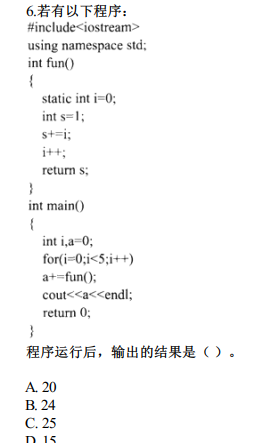 6.若有以下程序：
#include<iostream>
using namespace std;
int fun()
{
static int i=0;
int s=1;
s+=i;
i++;
return s;
}
int main()
{
int i,a=0;
for(i=0;i<5;i++)
a+=fun();
cout<<a<<endl;
return 0;
}
程序运行后，输出的结果是（ ）。
A. 20
B. 24
C. 25
D. 15